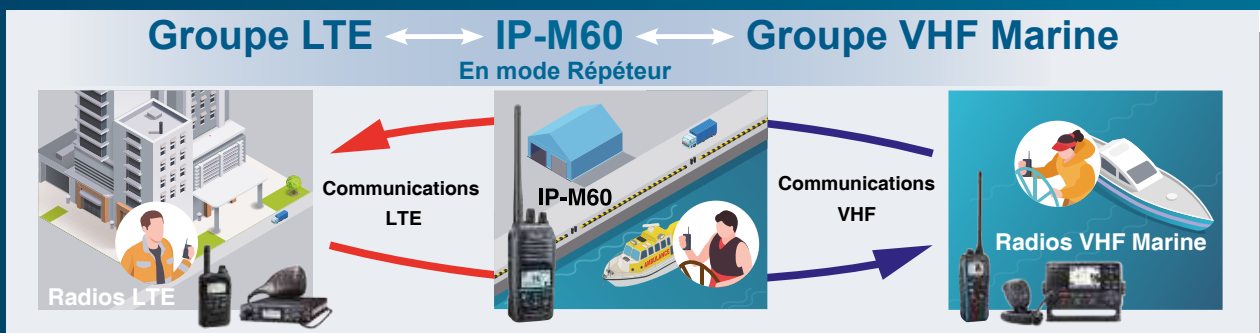 Groupe LTE IP-M60 Groupe VHF Marine
En mode Répéteur
Communications
LTE
IP-M60
AMBULANCE
Communications
VHF
Radios LTE
Radios VHF Marine